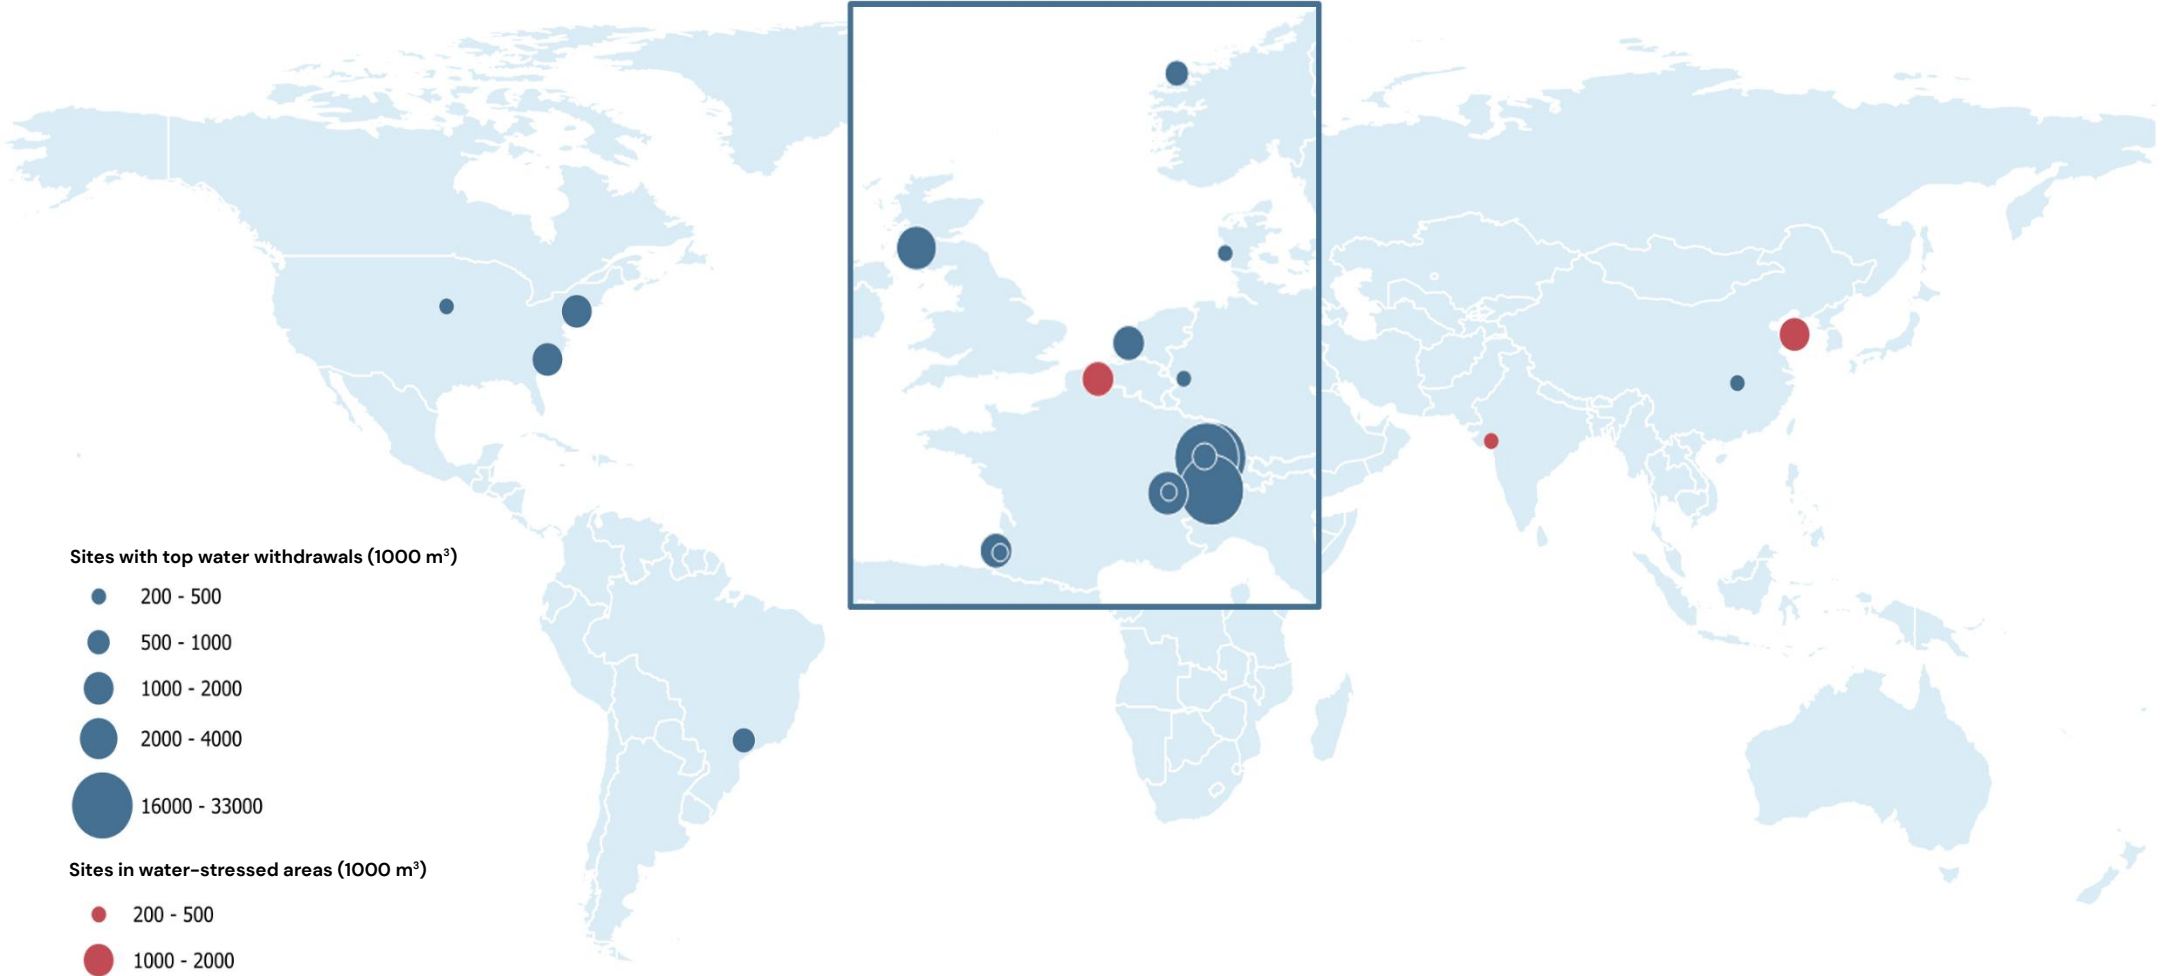 Sites with top water withdrawals (1000 m³)
200 - 500
500 - 1000
1000 - 2000
2000 - 4000
16000 - 33000
Sites in water-stressed areas (1000 m³)
200 - 500
1000 - 2000